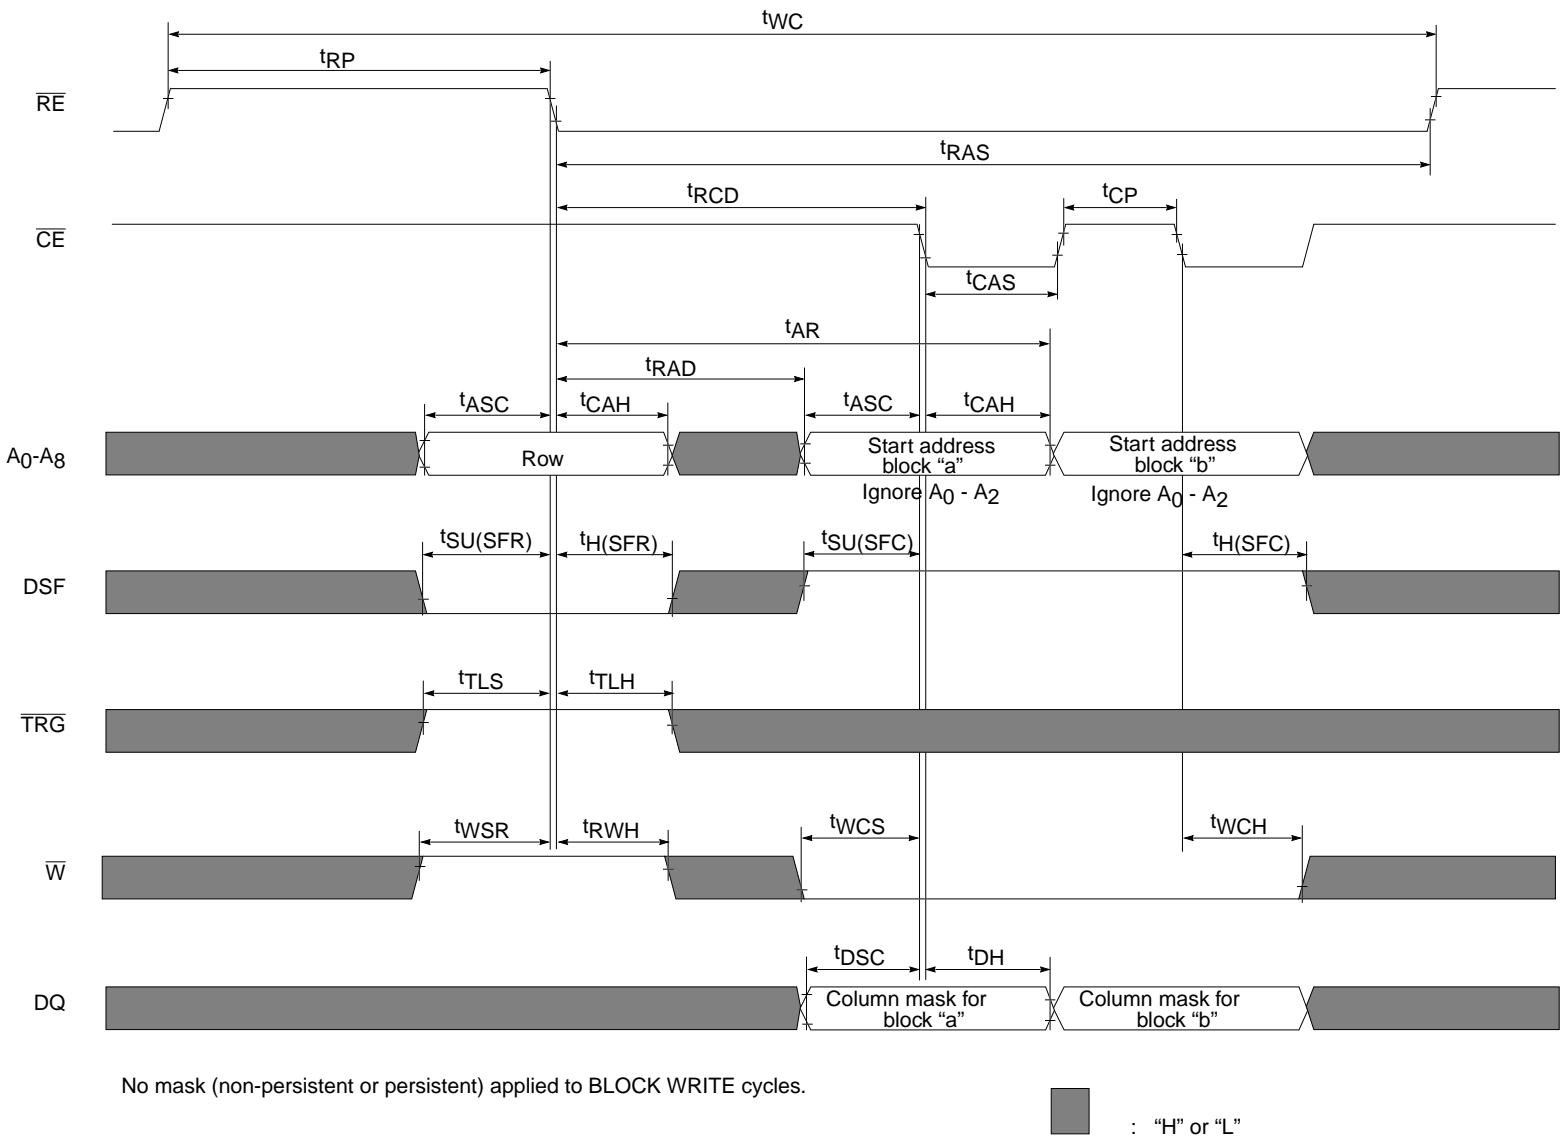 tWC
tRP
RE
tRAS
tRCD
tCP
CE
tCAS
tAR
tRAD
tASC
tCAH
tASC
tCAH
A0-A8
Row
Start address
block “a”
Start address
block “b”
Ignore A0 - A2
Ignore A0 - A2
tSU(SFR)
tH(SFR)
tSU(SFC)
tH(SFC)
DSF
tTLS
tTLH
TRG
tWSR
tRWH
tWCS
tWCH
W
tDSC
tDH
DQ
Column mask for
block “a”
Column mask for
block “b”
No mask (non-persistent or persistent) applied to BLOCK WRITE cycles.
: “H” or “L”